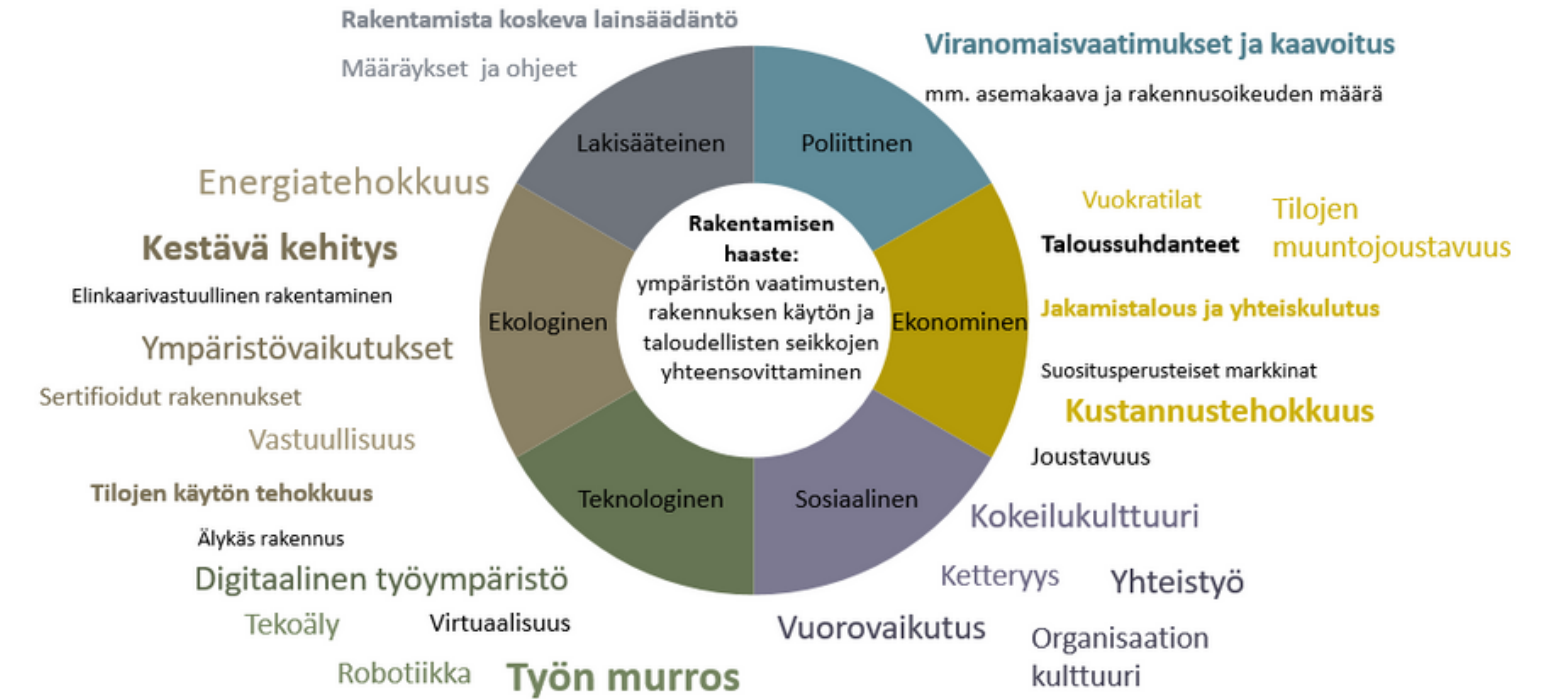 Rakentamista koskeva lainsäädäntö
Määräykset ja ohjeet
Viranomaisvaatimukset ja kaavoitus
mm. asemakaava ja rakennusoikeuden määrä
Lakisääteinen
Poliittinen
Energiatehokkuus
Kestävä kehitys
Elinkaarivastuullinen rakentaminen
Ympäristövaikutukset
Sertifioidut rakennukset
Vastuullisuus
Tilojen käytön tehokkuus
Ekologinen
Rakentamisen
haaste:
ympäristön vaatimusten,
rakennuksen käytön ja
taloudellisten seikkojen
yhteensovittaminen
Ekonominen
Vuokratilat
Tilojen
muuntojoustavuus
Taloussuhdanteet
Jakamistalous ja yhteiskulutus
Suositusperusteiset markkinat
Kustannustehokkuus
Joustavuus
Teknologinen
Sosiaalinen
Älykäs rakennus
Digitaalinen työympäristö
Tekoäly
Virtuaalisuus
Robotiikka
Työn murros
Kokeilukulttuuri
Ketteryys
Yhteistyö
Vuorovaikutus
Organisaation
kulttuuri